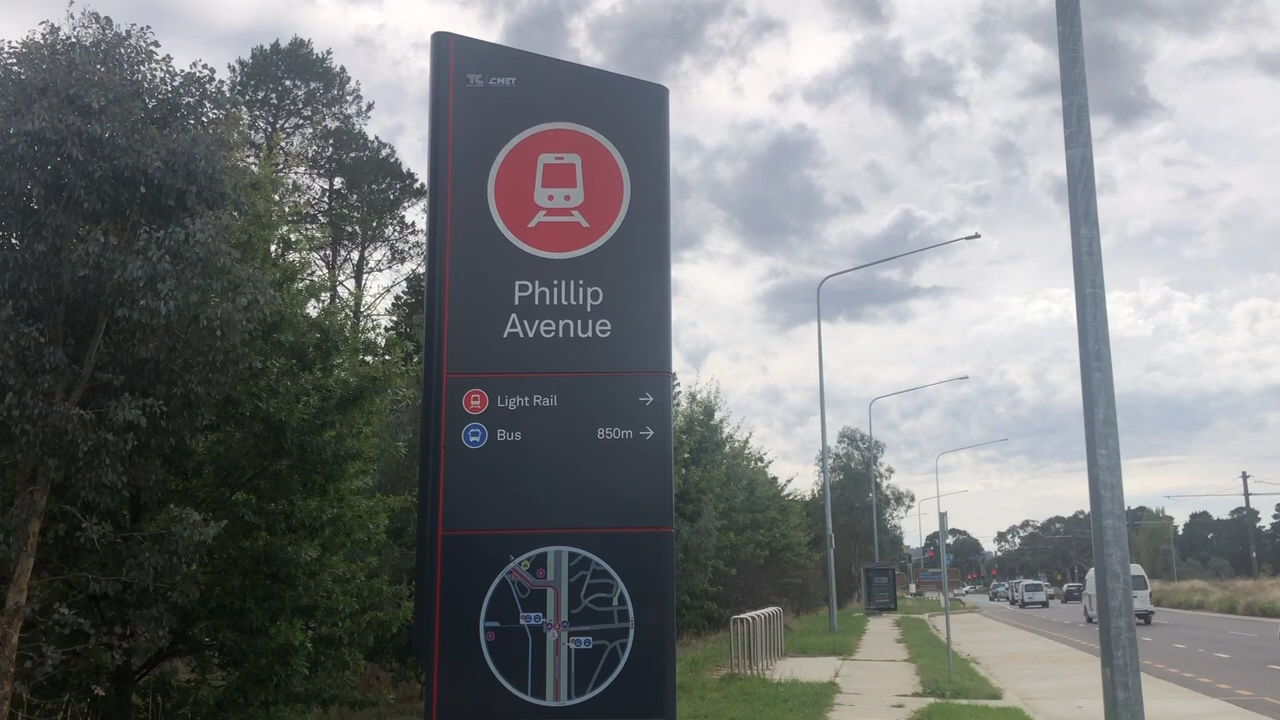 TC CMET
Phillip
Avenue
Light Rail →
Bus 850m →